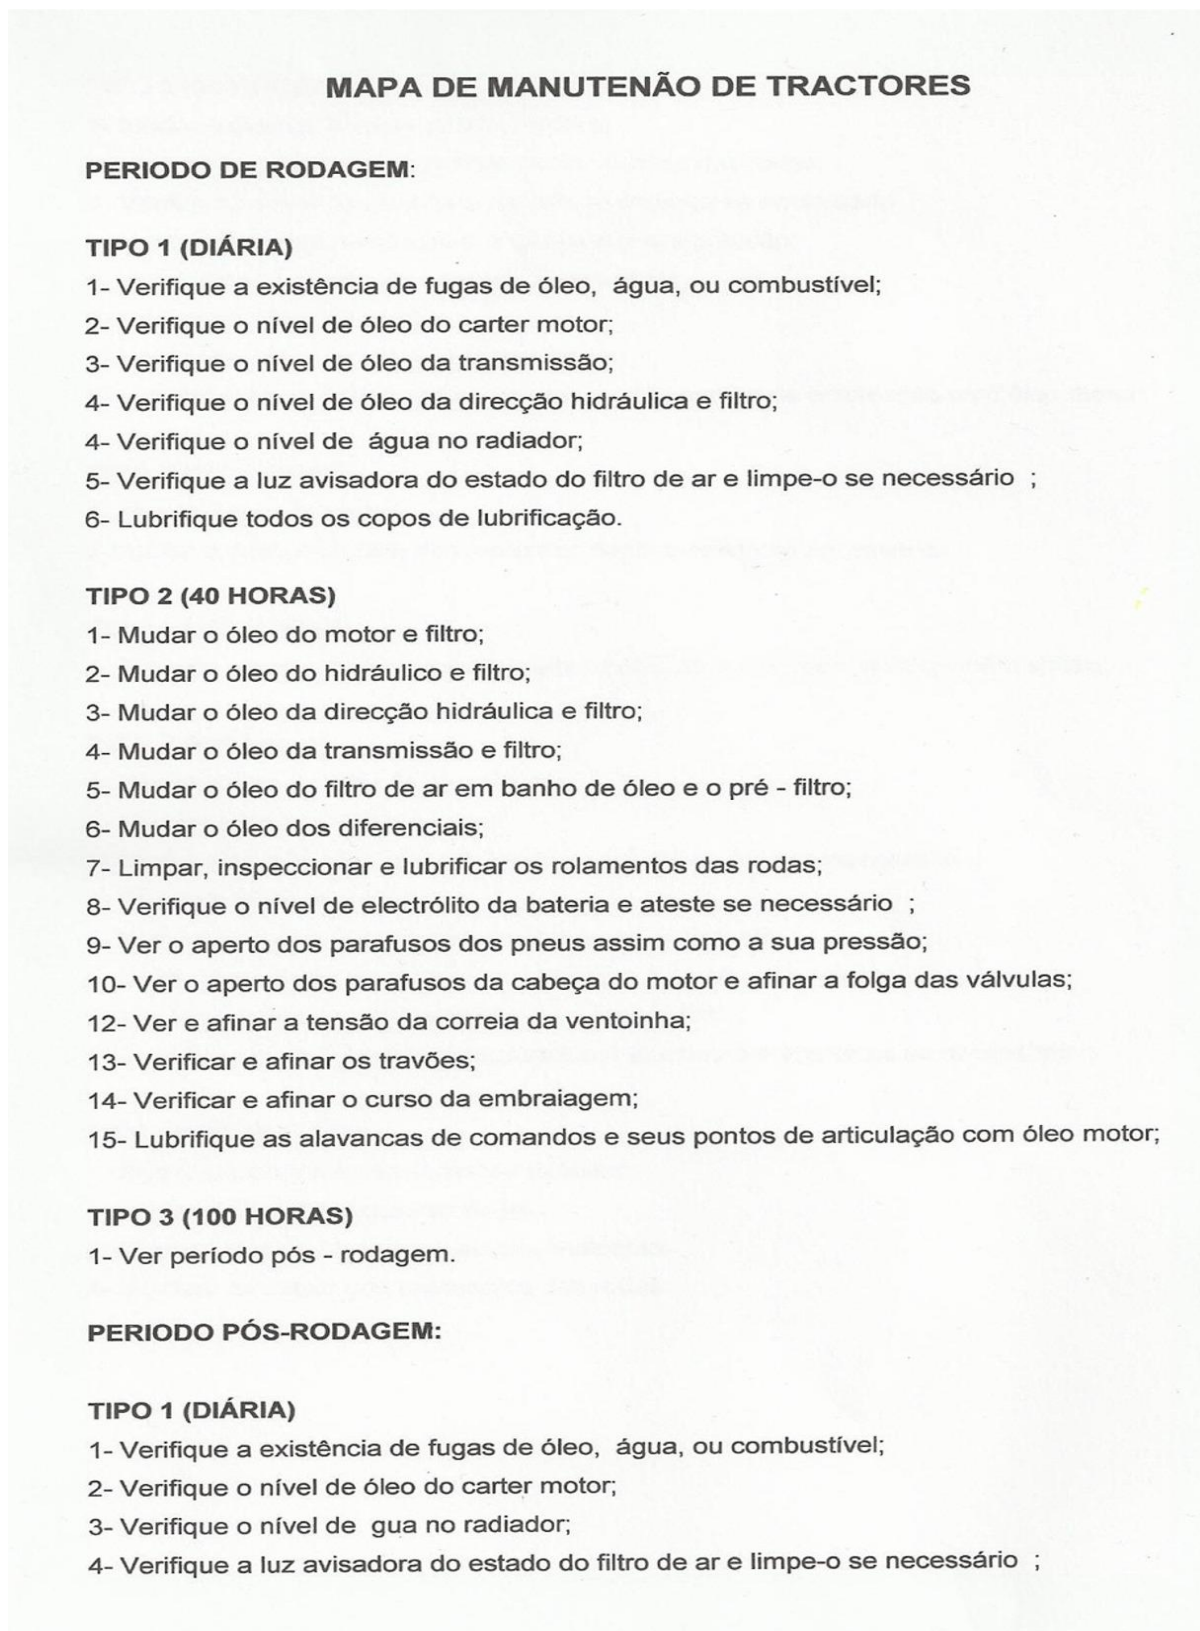 MAPA DE MANUTENÃO DE TRACTORES
PERIODO DE RODAGEM:
TIPO 1 (DIÁRIA)
1- Verifique a existência de fugas de óleo,  água, ou combustível;
2- Verifique o nível de óleo do carter motor;
3- Verifique o nível de óleo da transmissão;
4- Verifique o nível de óleo da direcção hidráulica e filtro;
4- Verifique o nível de  água no radiador;
5- Verifique a luz avisadora do estado do filtro de ar e limpe-o se necessário  ;
6- Lubrifique todos os copos de lubrificação.
TIPO 2 (40 HORAS)
1- Mudar o óleo do motor e filtro;
2- Mudar o óleo do hidráulico e filtro;
3- Mudar o óleo da direcção hidráulica e filtro;
4- Mudar o óleo da transmissão e filtro;
5- Mudar o óleo do filtro de ar em banho de óleo e o pré - filtro;
6- Mudar o óleo dos diferenciais;
7- Limpar, inspeccionar e lubrificar os rolamentos das rodas;
8- Verifique o nível de electrólito da bateria e ateste se necessário  ;
9- Ver o aperto dos parafusos dos pneus assim como a sua pressão;
10- Ver o aperto dos parafusos da cabeça do motor e afinar a folga das válvulas;
12- Ver e afinar a tensão da correia da ventoinha;
13- Verificar e afinar os travões;
14- Verificar e afinar o curso da embraiagem;
15- Lubrifique as alavancas de comandos e seus pontos de articulação com óleo motor;
TIPO 3 (100 HORAS)
1- Ver período pós - rodagem.
PERIODO PÓS-RODAGEM:
TIPO 1 (DIÁRIA)
1- Verifique a existência de fugas de óleo,  água, ou combustível;
2- Verifique o nível de óleo do carter motor;
3- Verifique o nível de  gua no radiador;
4- Verifique a luz avisadora do estado do filtro de ar e limpe-o se necessário  ;